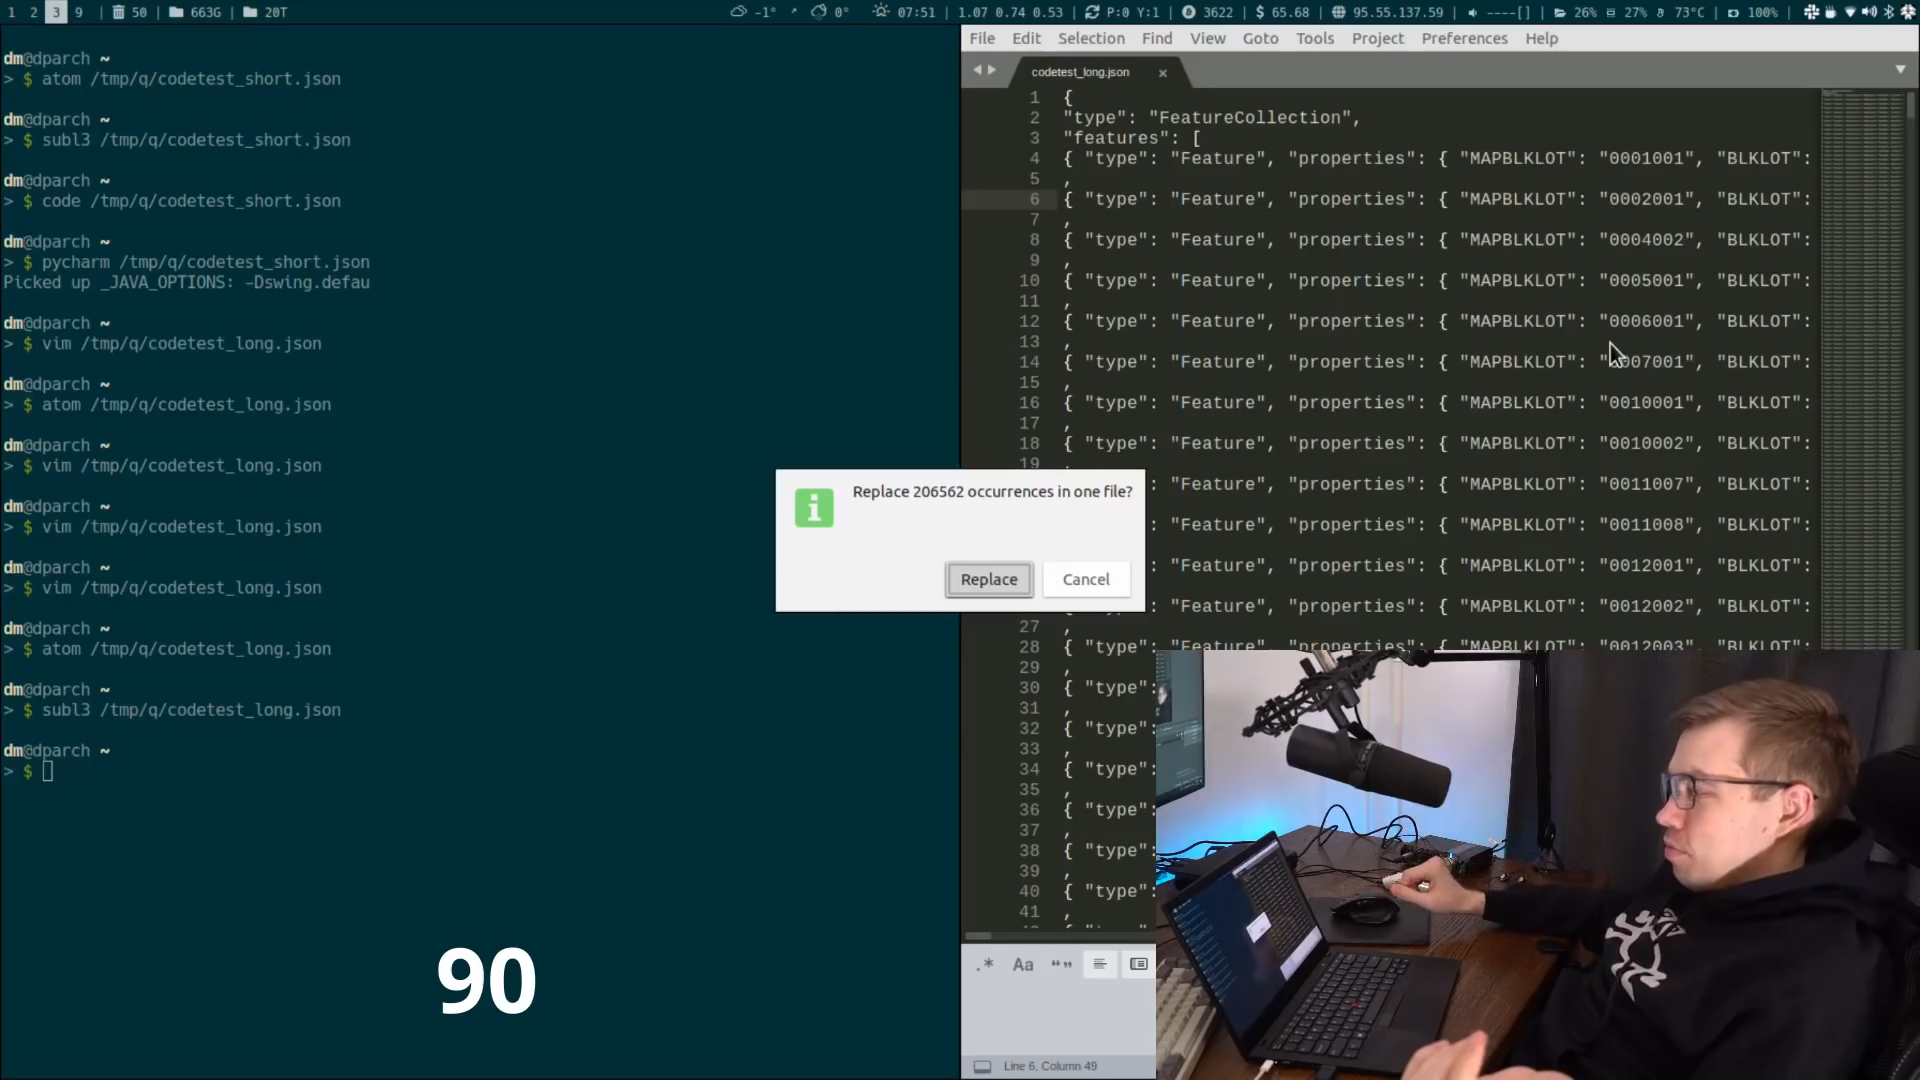 1 2 3 9 | 50 | 663G | 20T
-1° 0° 07:51 | 1.07 0.74 0.53 | P:0 Y:1 | 3622 | $ 65.68 | 95.55.137.59 | ----[] | 26% 27% 73°C | 100% |
dm@dparch ~
> $ atom /tmp/q/codetest_short.json
dm@dparch ~
> $ subl3 /tmp/q/codetest_short.json
dm@dparch ~
> $ code /tmp/q/codetest_short.json
dm@dparch ~
> $ pycharm /tmp/q/codetest_short.json
Picked up _JAVA_OPTIONS: -Dswing.defau
dm@dparch ~
> $ vim /tmp/q/codetest_long.json
dm@dparch ~
> $ atom /tmp/q/codetest_long.json
dm@dparch ~
> $ vim /tmp/q/codetest_long.json
dm@dparch ~
> $ vim /tmp/q/codetest_long.json
dm@dparch ~
> $ vim /tmp/q/codetest_long.json
dm@dparch ~
> $ atom /tmp/q/codetest_long.json
dm@dparch ~
> $ subl3 /tmp/q/codetest_long.json
dm@dparch ~
> $
90
File Edit Selection Find View Goto Tools Project Preferences Help
codetest_long.json ×
1 {
2 "type": "FeatureCollection",
3 "features": [
4 { "type": "Feature", "properties": { "MAPBLKLOT": "0001001", "BLKLOT":
5 ,
6 { "type": "Feature", "properties": { "MAPBLKLOT": "0002001", "BLKLOT":
7 ,
8 { "type": "Feature", "properties": { "MAPBLKLOT": "0004002", "BLKLOT":
9 ,
10 { "type": "Feature", "properties": { "MAPBLKLOT": "0005001", "BLKLOT":
11 ,
12 { "type": "Feature", "properties": { "MAPBLKLOT": "0006001", "BLKLOT":
13 ,
14 { "type": "Feature", "properties": { "MAPBLKLOT": "0007001", "BLKLOT":
15 ,
16 { "type": "Feature", "properties": { "MAPBLKLOT": "0010001", "BLKLOT":
17 ,
18 { "type": "Feature", "properties": { "MAPBLKLOT": "0010002", "BLKLOT":
19
: "Feature", "properties": { "MAPBLKLOT": "0011007", "BLKLOT":
: "Feature", "properties": { "MAPBLKLOT": "0011008", "BLKLOT":
: "Feature", "properties": { "MAPBLKLOT": "0012001", "BLKLOT":
: "Feature", "properties": { "MAPBLKLOT": "0012002", "BLKLOT":
27 ,
28 { "type": "Feature", "properties": { "MAPBLKLOT": "0012003", "BLKLOT":
29 ,
30 { "type":
31 ,
32 { "type":
33 ,
34 { "type":
35 ,
36 { "type":
37 ,
38 { "type":
39 ,
40 { "type":
41 ,
Replace 206562 occurrences in one file?
Replace Cancel
.* Aa “”
Line 6, Column 49